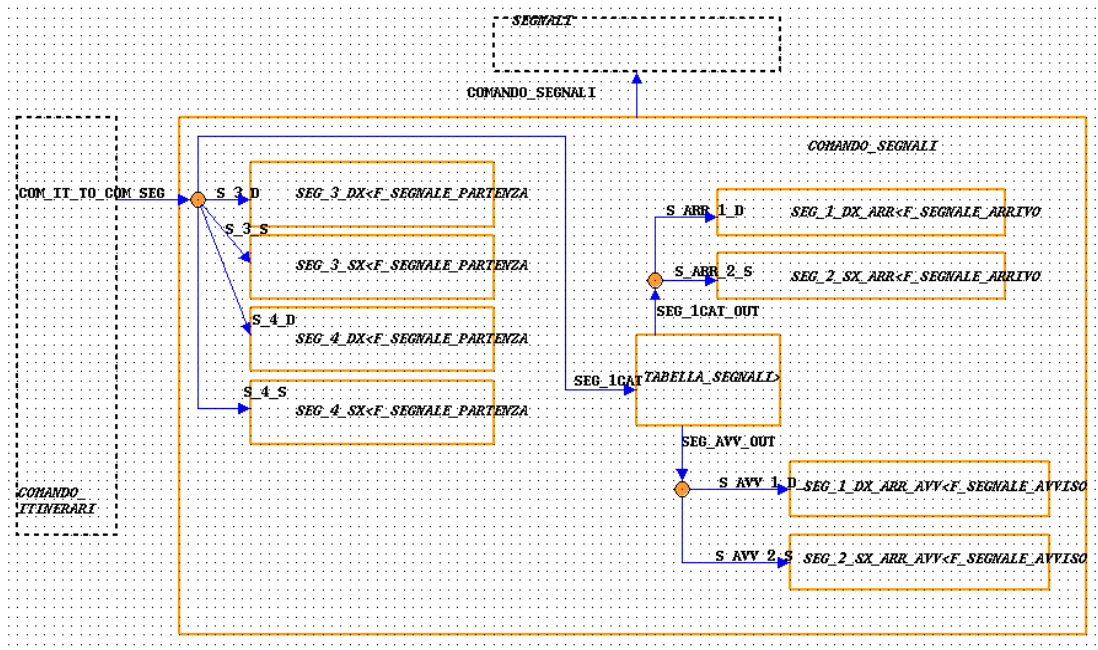 SEGNALI
COMANDO_SEGNALI
COMANDO_SEGNALI
COM_IT_TO_COM_SEG
S_3_D
SEG_3_DX<F_SEGNALE_PARTENZA
S_3_S
SEG_3_SX<F_SEGNALE_PARTENZA
S_4_D
SEG_4_DX<F_SEGNALE_PARTENZA
S_4_S
SEG_4_SX<F_SEGNALE_PARTENZA
S_ARR_1_D
SEG_1_DX_ARR<F_SEGNALE_ARRIVO
S_ARR_2_S
SEG_2_SX_ARR<F_SEGNALE_ARRIVO
SEG_1CAT_OUT
SEG_1CAT
TABELLA_SEGNALI>
SEG_AVV_OUT
S_AVV_1_D
SEG_1_DX_ARR_AVV<F_SEGNALE_AVVISO
S_AVV_2_S
SEG_2_SX_ARR_AVV<F_SEGNALE_AVVISO
COMANDO_
ITINERARI